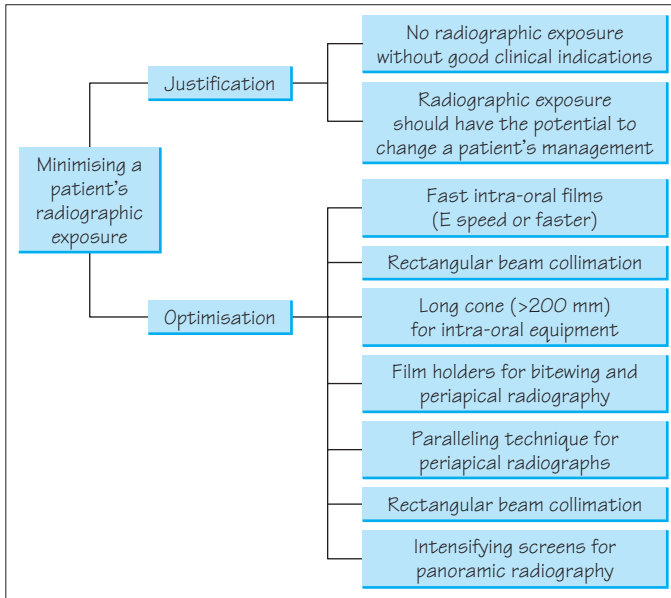 Minimising a
patient's
radiographic
exposure
Justification
No radiographic exposure
without good clinical indications
Radiographic exposure
should have the potential to
change a patient's management
Optimisation
Fast intra-oral films
(E speed or faster)
Rectangular beam collimation
Long cone (>200 mm)
for intra-oral equipment
Film holders for bitewing and
periapical radiography
Paralleling technique for
periapical radiographs
Rectangular beam collimation
Intensifying screens for
panoramic radiography